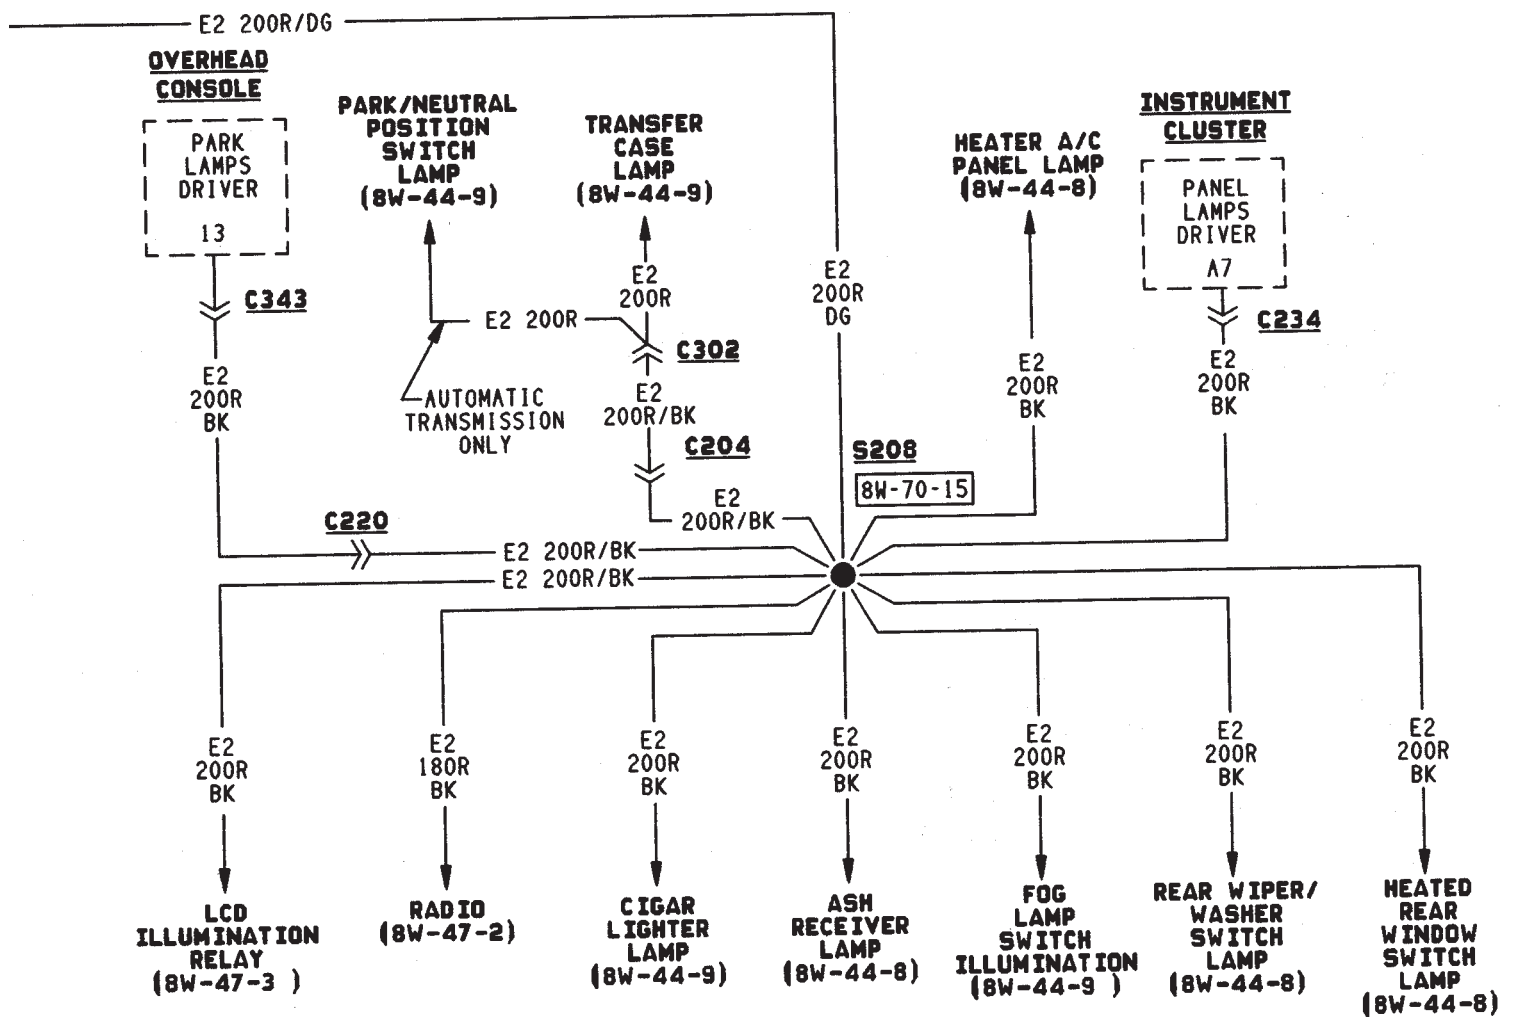 E2 200R/DG
OVERHEAD
CONSOLE
PARK
LAMPS
DRIVER
13
C343
E2
200R
BK
C220
PARK/NEUTRAL
POSITION
SWITCH
LAMP
(8W-44-9)
E2 200R
AUTOMATIC
TRANSMISSION
ONLY
TRANSFER
CASE
LAMP
(8W-44-9)
E2
200R
C302
E2
200R/BK
C204
E2
200R/BK
E2 200R/BK
E2 200R/BK
E2
200R
DG
S208
8W-70-15
HEATER A/C
PANEL LAMP
(8W-44-8)
E2
200R
BK
INSTRUMENT
CLUSTER
PANEL
LAMPS
DRIVER
A7
C234
E2
200R
BK
E2
200R
BK
LCD
ILLUMINATION
RELAY
(8W-47-3 )
E2
180R
BK
RADIO
(8W-47-2)
E2
200R
BK
CIGAR
LIGHTER
LAMP
(8W-44-9)
E2
200R
BK
ASH
RECEIVER
LAMP
(8W-44-8)
E2
200R
BK
FOG
LAMP
SWITCH
ILLUMINATION
(8W-44-9 )
E2
200R
BK
REAR WIPER/
WASHER
SWITCH
LAMP
(8W-44-8)
E2
200R
BK
HEATED
REAR
WINDOW
SWITCH
LAMP
(8W-44-8)